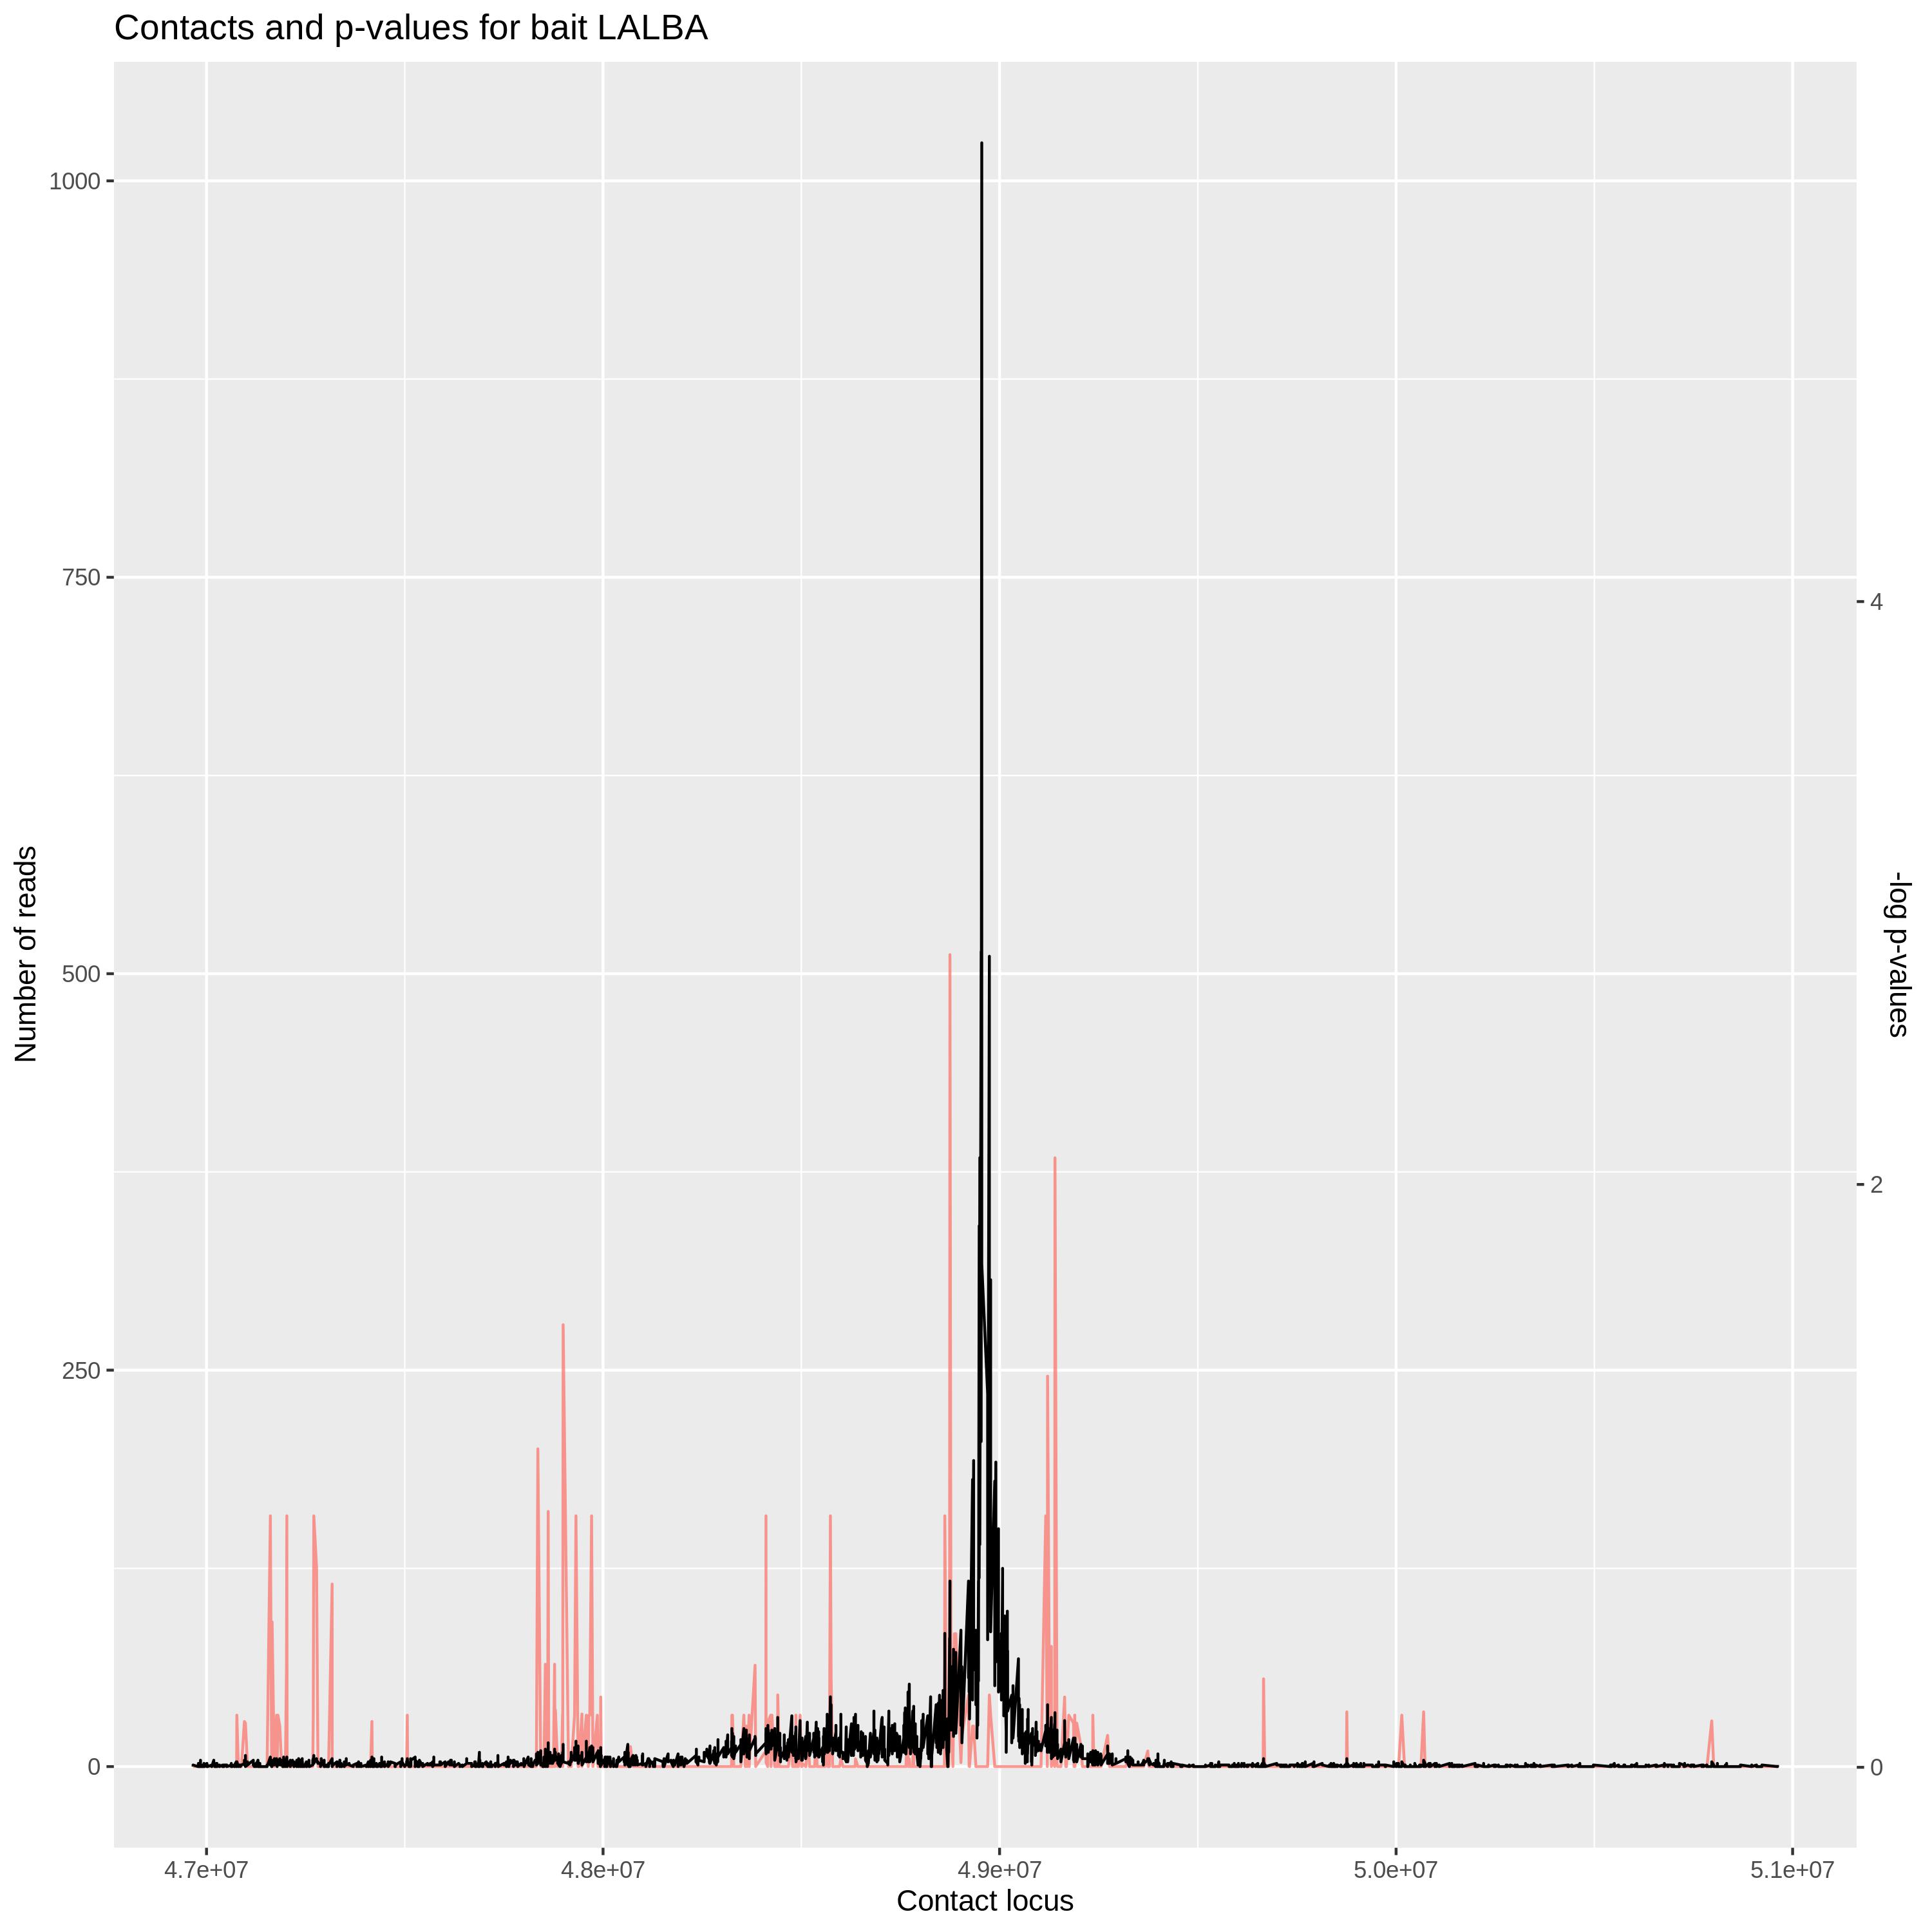 Contacts and p-values for bait LALBA
1000
750
500
250
0
Number of reads
4
2
0
-log p-values
4.7e+07
4.8e+07
4.9e+07
5.0e+07
5.1e+07
Contact locus